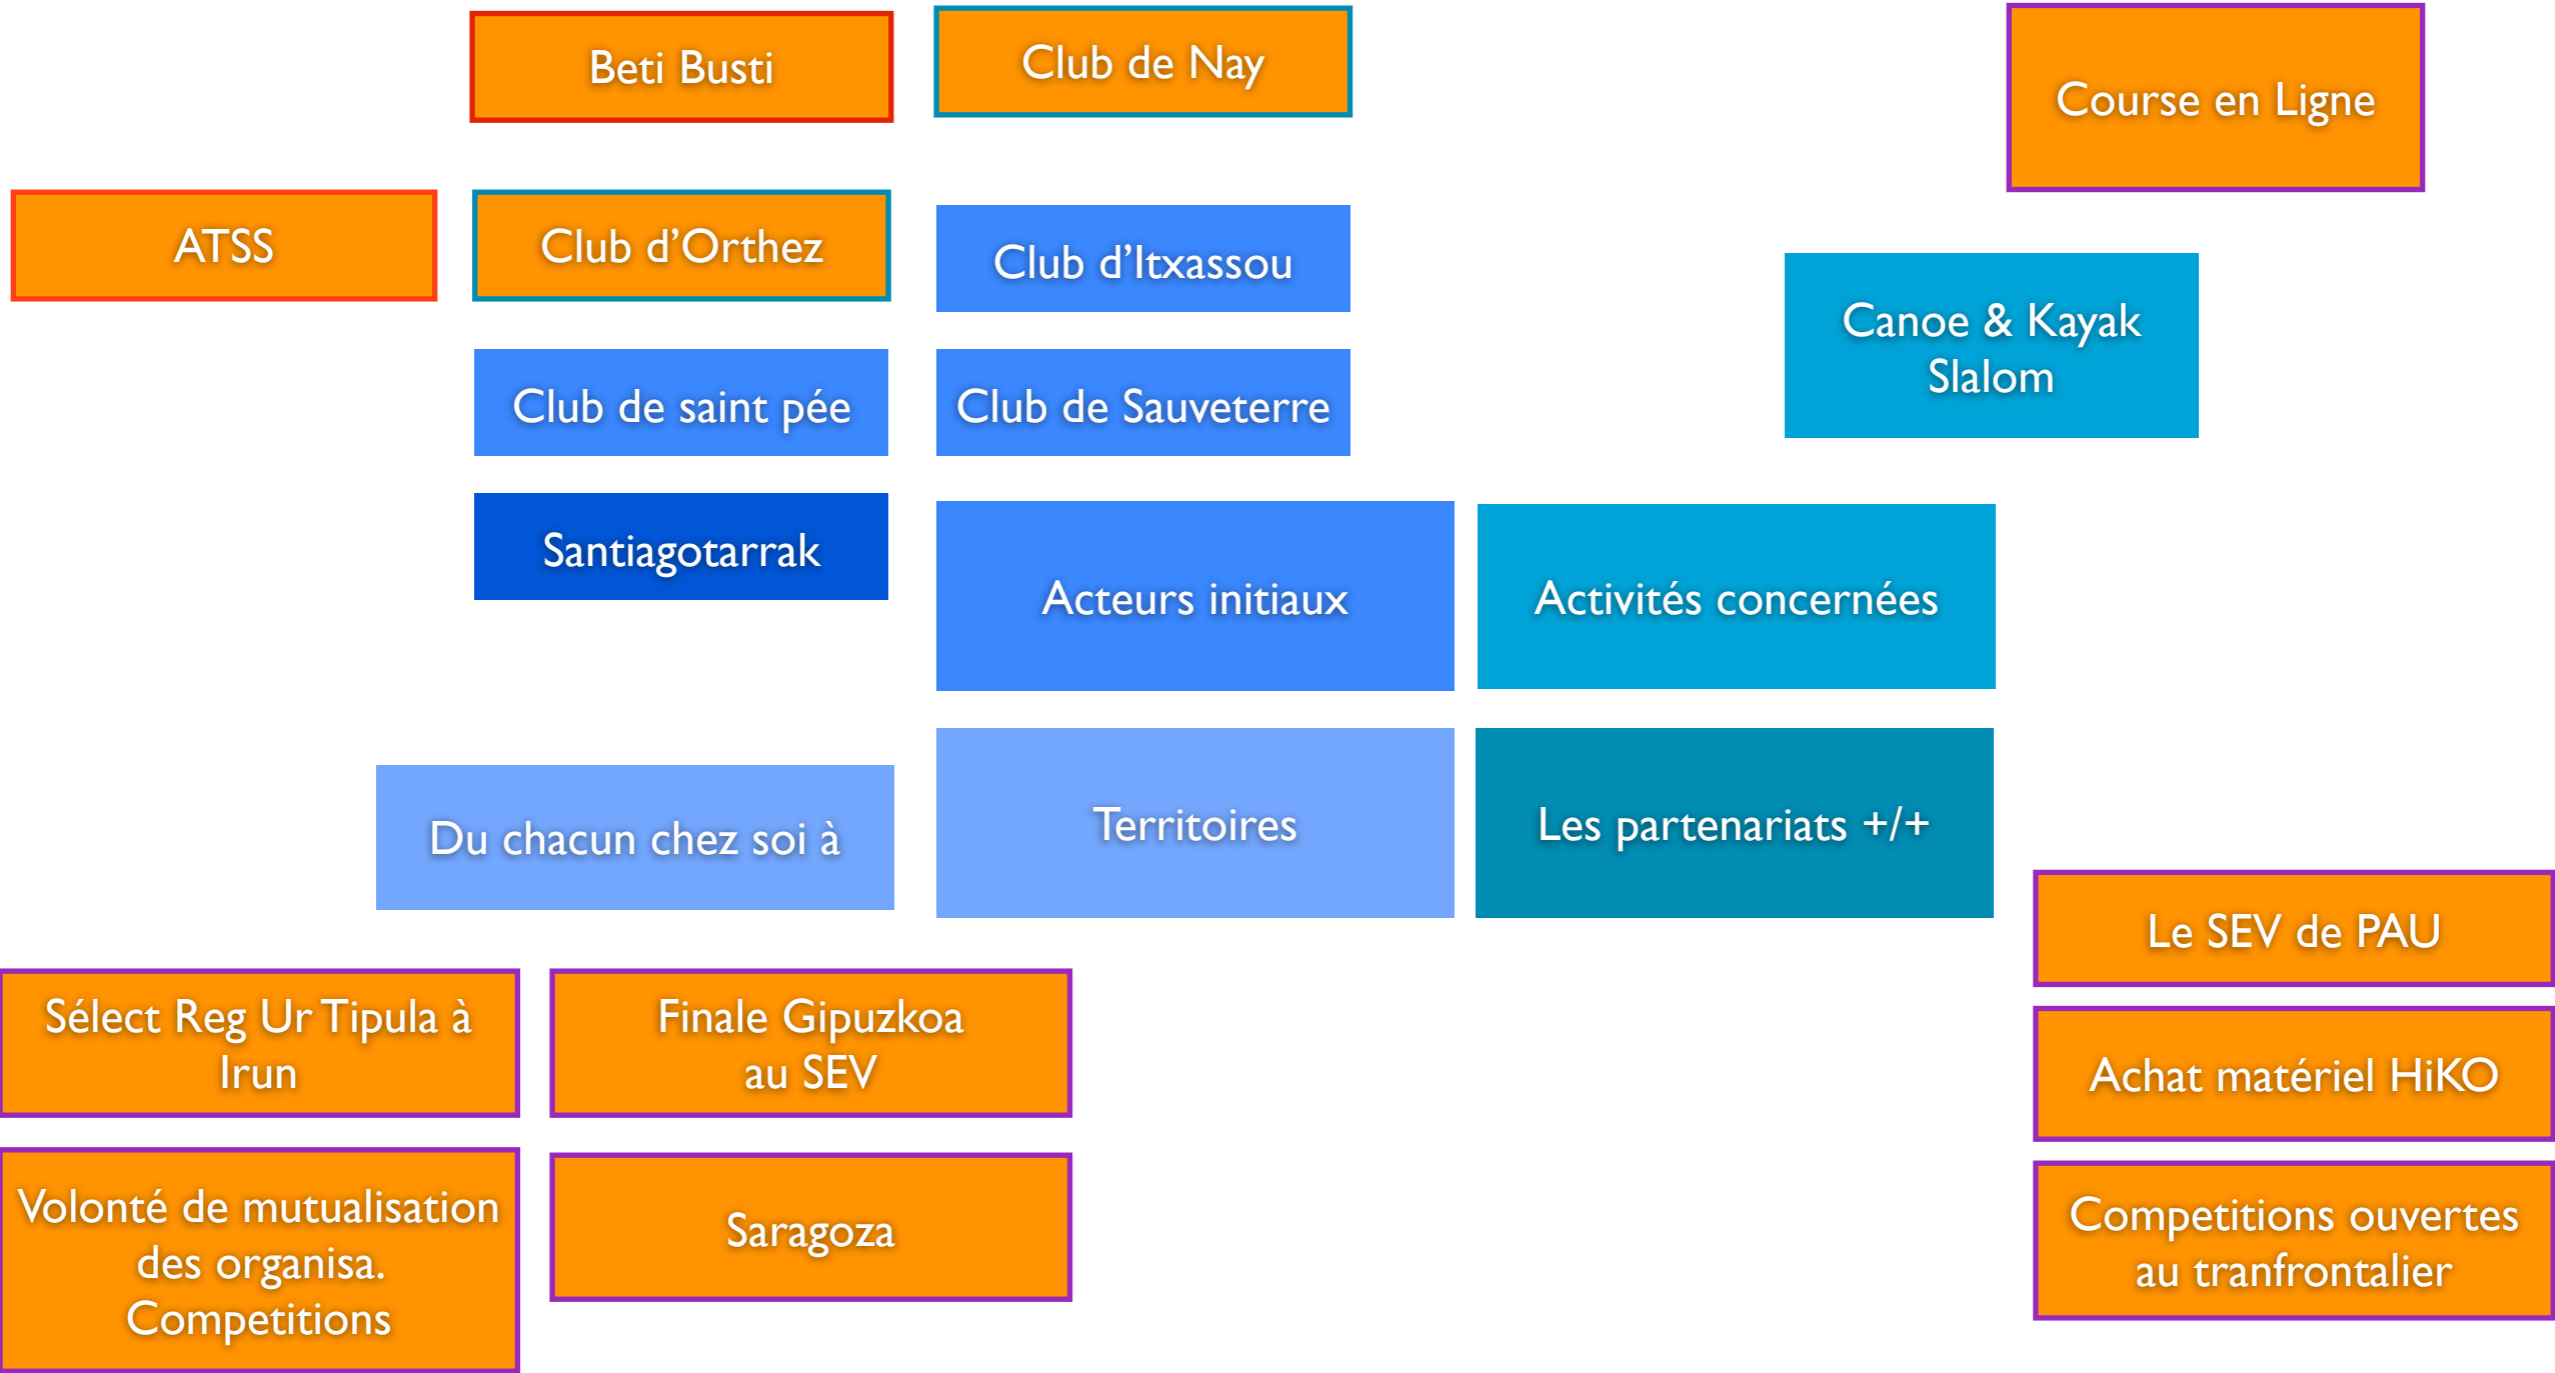 Beti Busti
Club de Nay
Course en Ligne
ATSS
Club d’Orthez
Club d’Itxassou
Canoe & Kayak
Slalom
Club de saint pée
Club de Sauveterre
Santiagotarrak
Acteurs initiaux
Activités concernées
Du chacun chez soi à
Territoires
Les partenariats +/+
Le SEV de PAU
Sélect Reg Ur Tipula à
Irun
Finale Gipuzkoa
au SEV
Achat matériel HiKO
Volonté de mutualisation
des organisa.
Competitions
Saragoza
Competitions ouvertes
au tranfrontalier